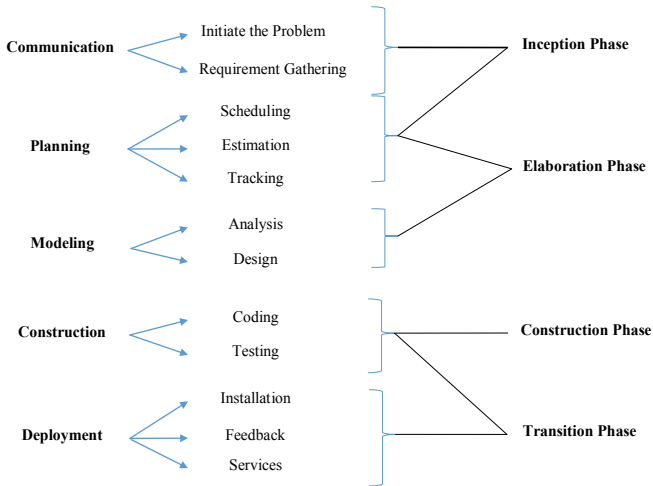 Communication
Initiate the Problem
Requirement Gathering
Inception Phase
Planning
Scheduling
Estimation
Tracking
Elaboration Phase
Modeling
Analysis
Design
Construction
Coding
Testing
Construction Phase
Deployment
Installation
Feedback
Services
Transition Phase